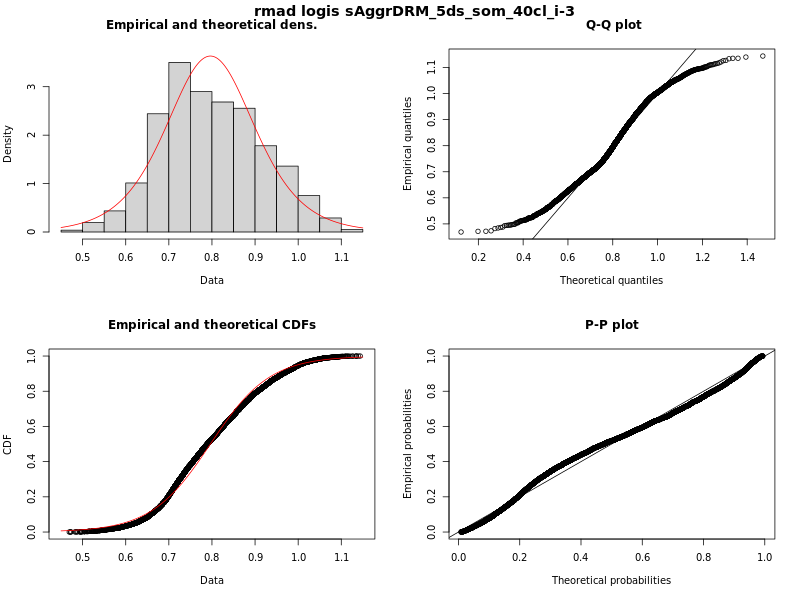 rmad logis sAggrDRM_5ds_som_40cl_i-3
Empirical and theoretical dens.
Density
0 1 2 3
0.5 0.6 0.7 0.8 0.9 1.0 1.1
Data
Q-Q plot
Empirical quantiles
0.5 0.6 0.7 0.8 0.9 1.0 1.1
0.2 0.4 0.6 0.8 1.0 1.2 1.4
Theoretical quantiles
Empirical and theoretical CDFs
CDF
0.0 0.2 0.4 0.6 0.8 1.0
0.5 0.6 0.7 0.8 0.9 1.0 1.1
Data
P-P plot
Empirical probabilities
0.0 0.2 0.4 0.6 0.8 1.0
0.0 0.2 0.4 0.6 0.8 1.0
Theoretical probabilities